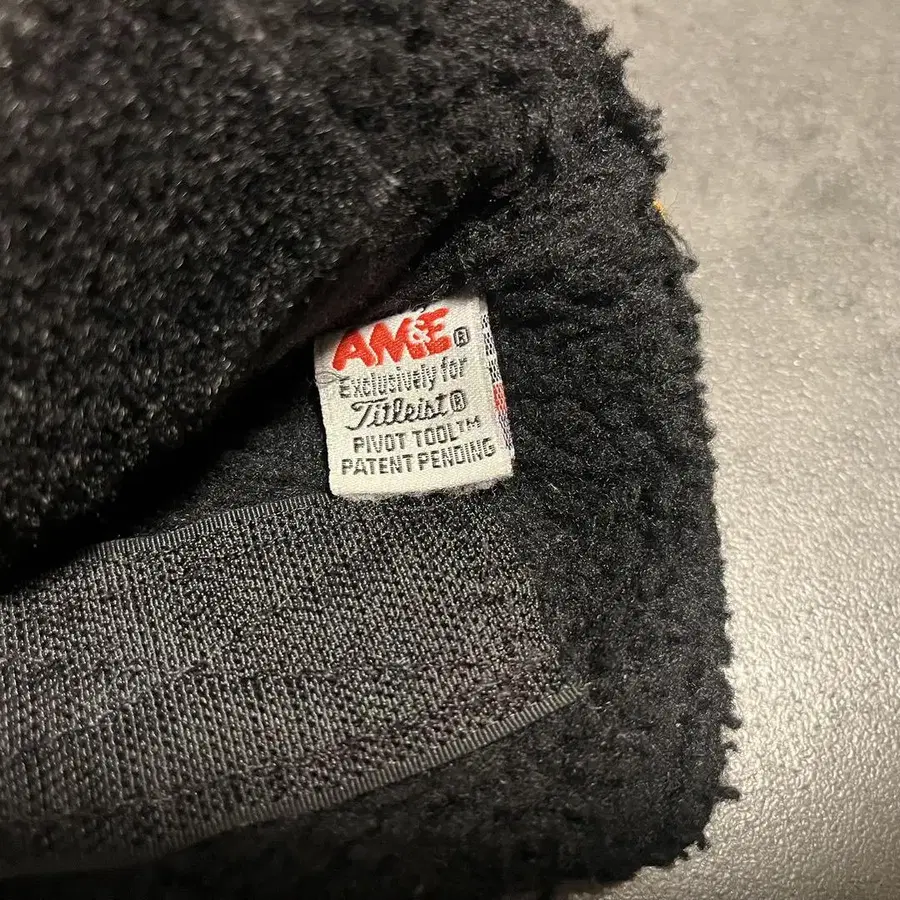 AM&E®
Exclusively for
Titleist®
PIVOT TOOL™
PATENT PENDING